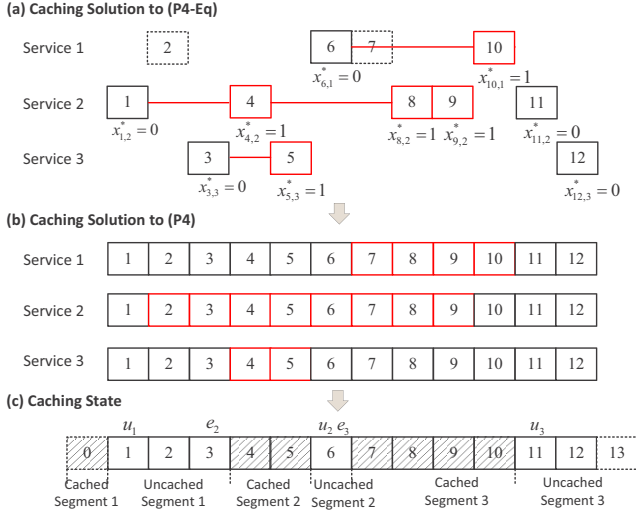 (a) Caching Solution to (P4-Eq)
Service 1 2 6 7 10
x*6,1 = 0 x*10,1 = 1
Service 2 1 4 8 9 11
x*1,2 = 0 x*4,2 = 1 x*8,2 = 1 x*9,2 = 1 x*11,2 = 0
Service 3 3 5 12
x*3,3 = 0 x*5,3 = 1 x*12,3 = 0
(b) Caching Solution to (P4)
Service 1 1 2 3 4 5 6 7 8 9 10 11 12
Service 2 1 2 3 4 5 6 7 8 9 10 11 12
Service 3 1 2 3 4 5 6 7 8 9 10 11 12
(c) Caching State
u1 e2 u2 e3 u3
0 1 2 3 4 5 6 7 8 9 10 11 12 13
Cached Uncached Cached Uncached Cached Uncached
Segment 1 Segment 1 Segment 2 Segment 2 Segment 3 Segment 3